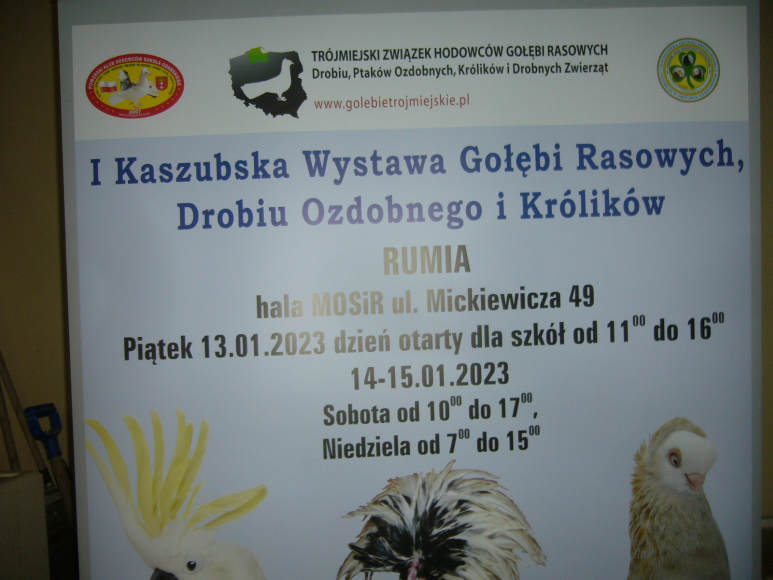 TRÓJMIEJSKI ZWIĄZEK HODOWCÓW GOŁĘBI RASOWYCH
Drobiu, Ptaków Ozdobnych, Królików i Drobnych Zwierząt
www.golebietrojmiejskie.pl
I Kaszubska Wystawa Gołębi Rasowych,
Drobiu Ozdobnego i Królików
RUMIA
hala MOSiR ul. Mickiewicza 49
Piątek 13.01.2023 dzień otarty dla szkół od 11⁰⁰ do 16⁰⁰
14-15.01.2023
Sobota od 10⁰⁰ do 17⁰⁰,
Niedziela od 7⁰⁰ do 15⁰⁰